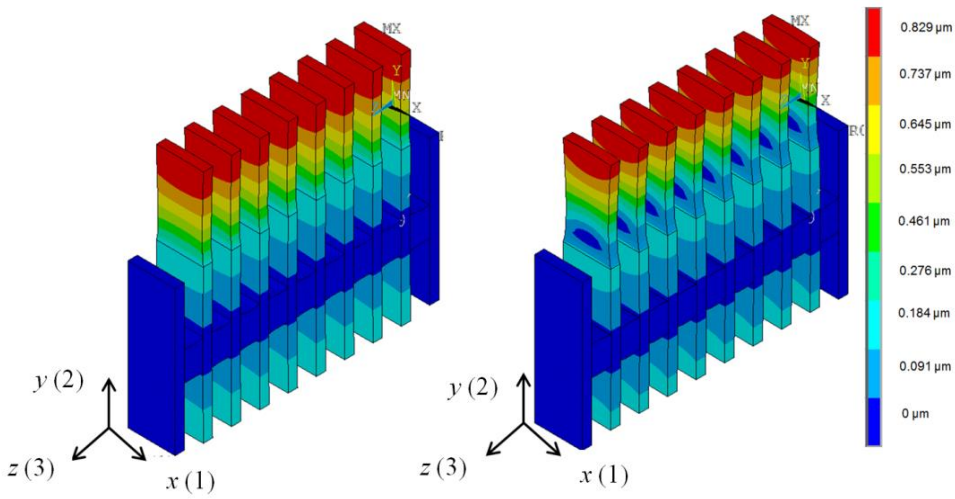 MX
Y
MN
X
y (2)
z (3)
x (1)
MX
Y
MN
X
RO
y (2)
z (3)
x (1)
0.829 µm
0.737 µm
0.645 µm
0.553 µm
0.461 µm
0.276 µm
0.184 µm
0.091 µm
0 µm